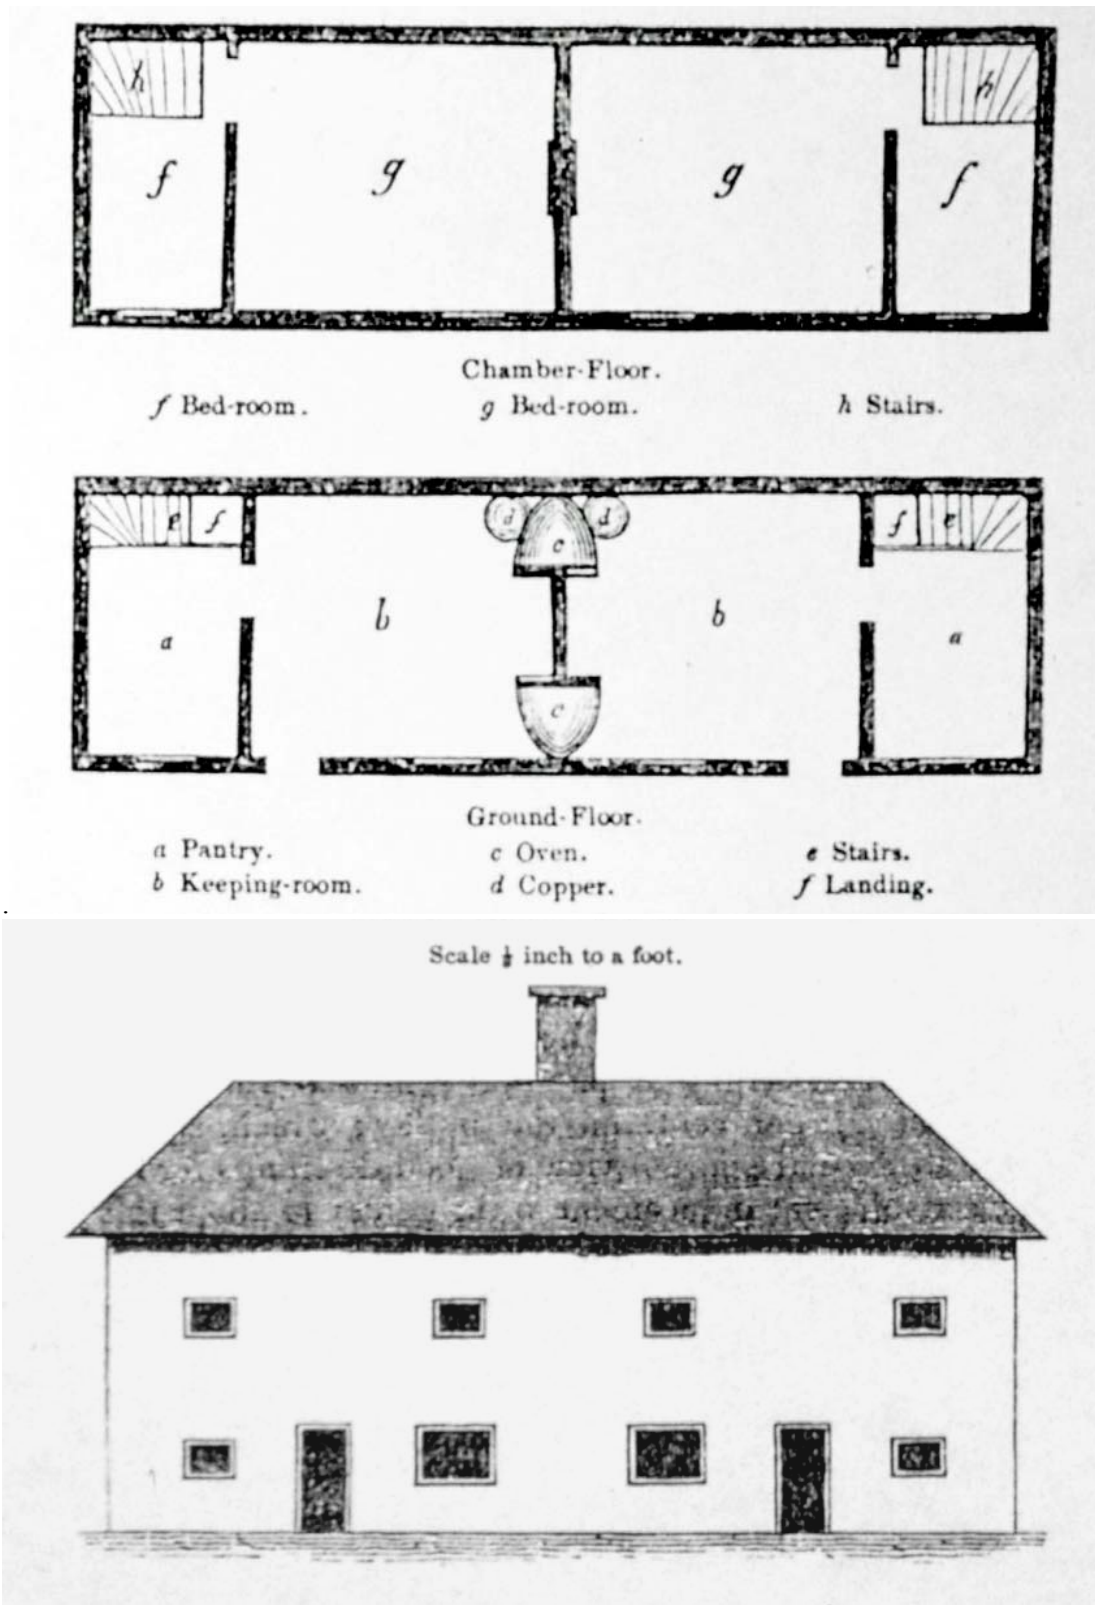 h h
f g g f
Chamber-Floor.
f Bed-room. g Bed-room. h Stairs.
e f d d f e
c
b b
a a
c
Ground-Floor.
a Pantry. c Oven. e Stairs.
b Keeping-room. d Copper. f Landing.
Scale ⅛ inch to a foot.